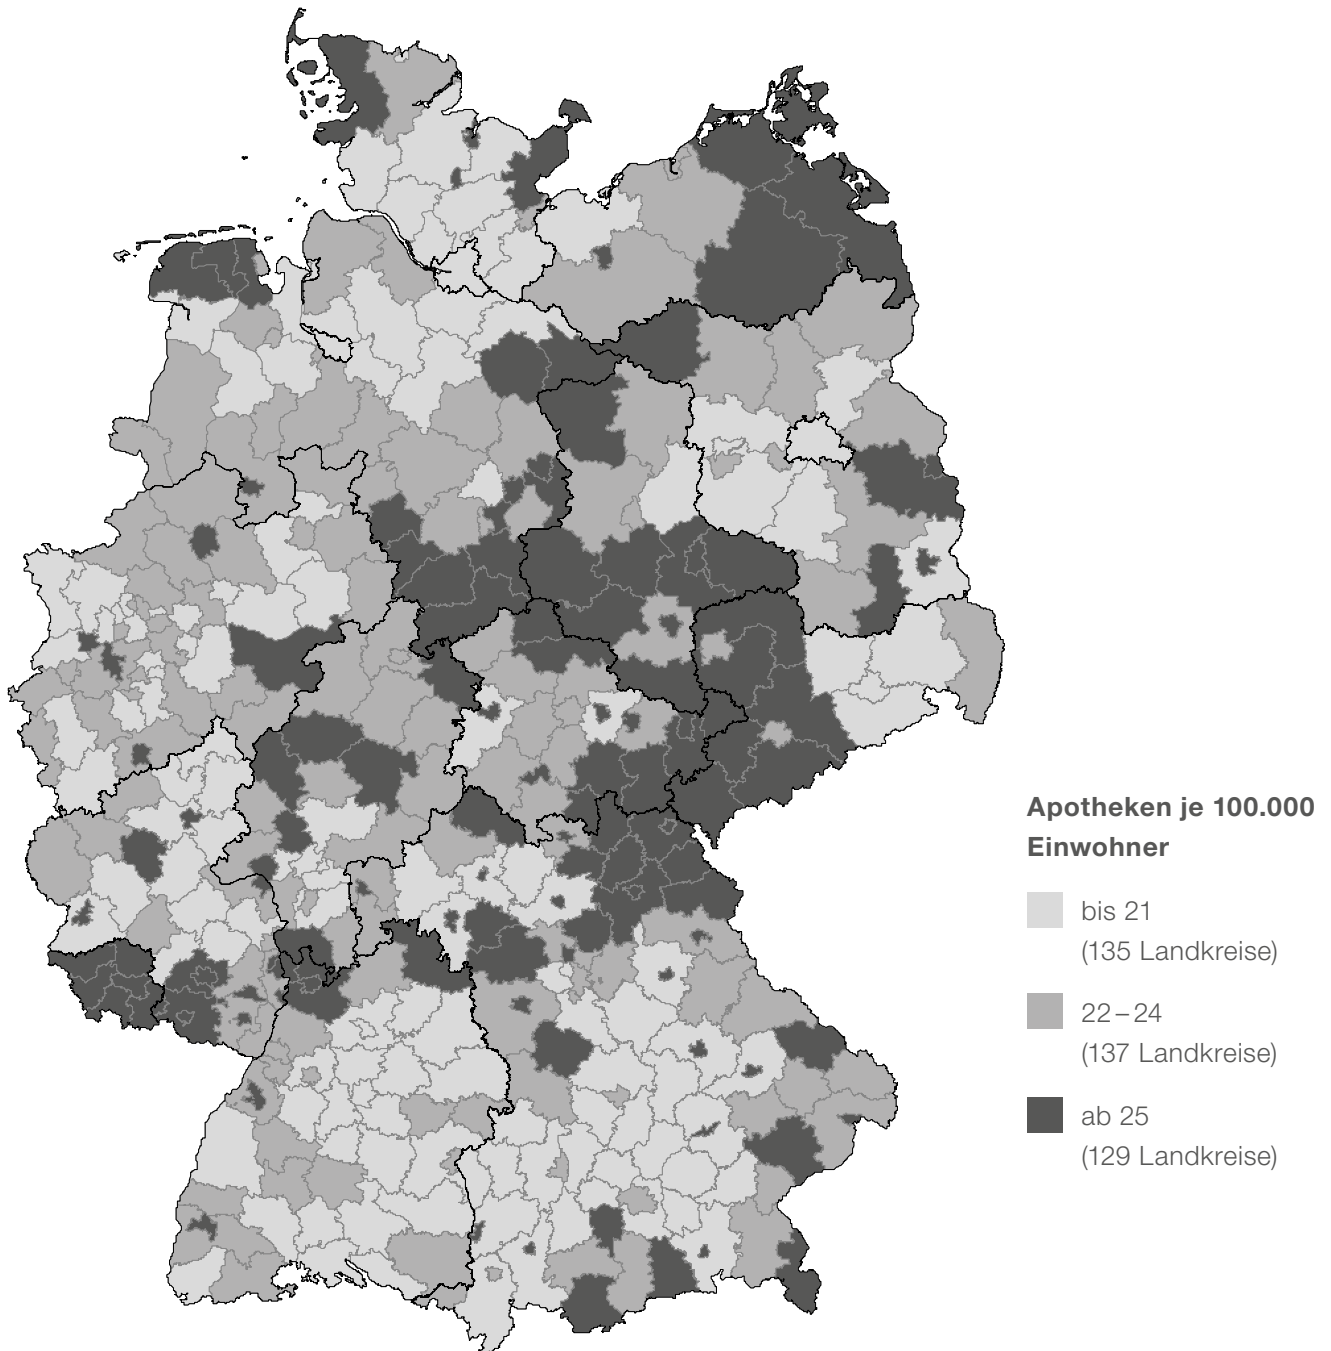 Apotheken je 100.000
Einwohner
bis 21
(135 Landkreise)
22 – 24
(137 Landkreise)
ab 25
(129 Landkreise)